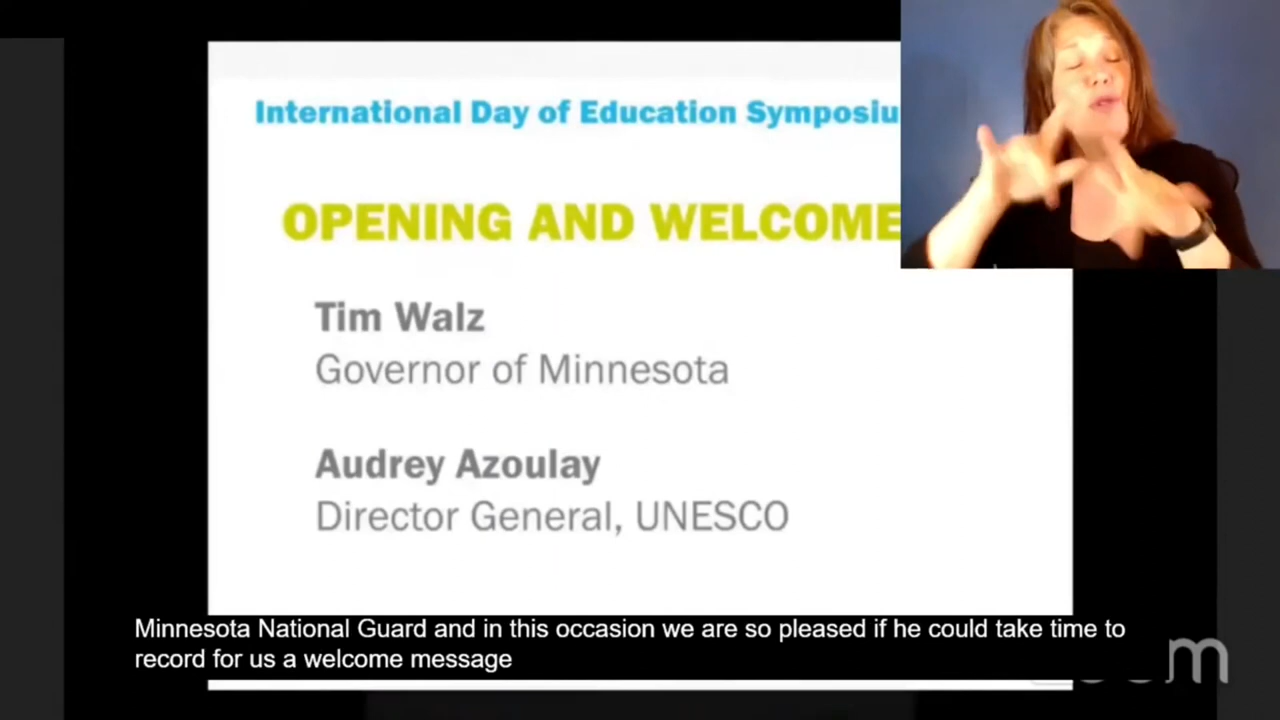 International Day of Education
OPENING AND WELCOME
Tim Walz
Governor of Minnesota
Audrey Azoulay
Director General, UNESCO
Minnesota National Guard and in this occasion we are so pleased if he could take time to
record for us a welcome message